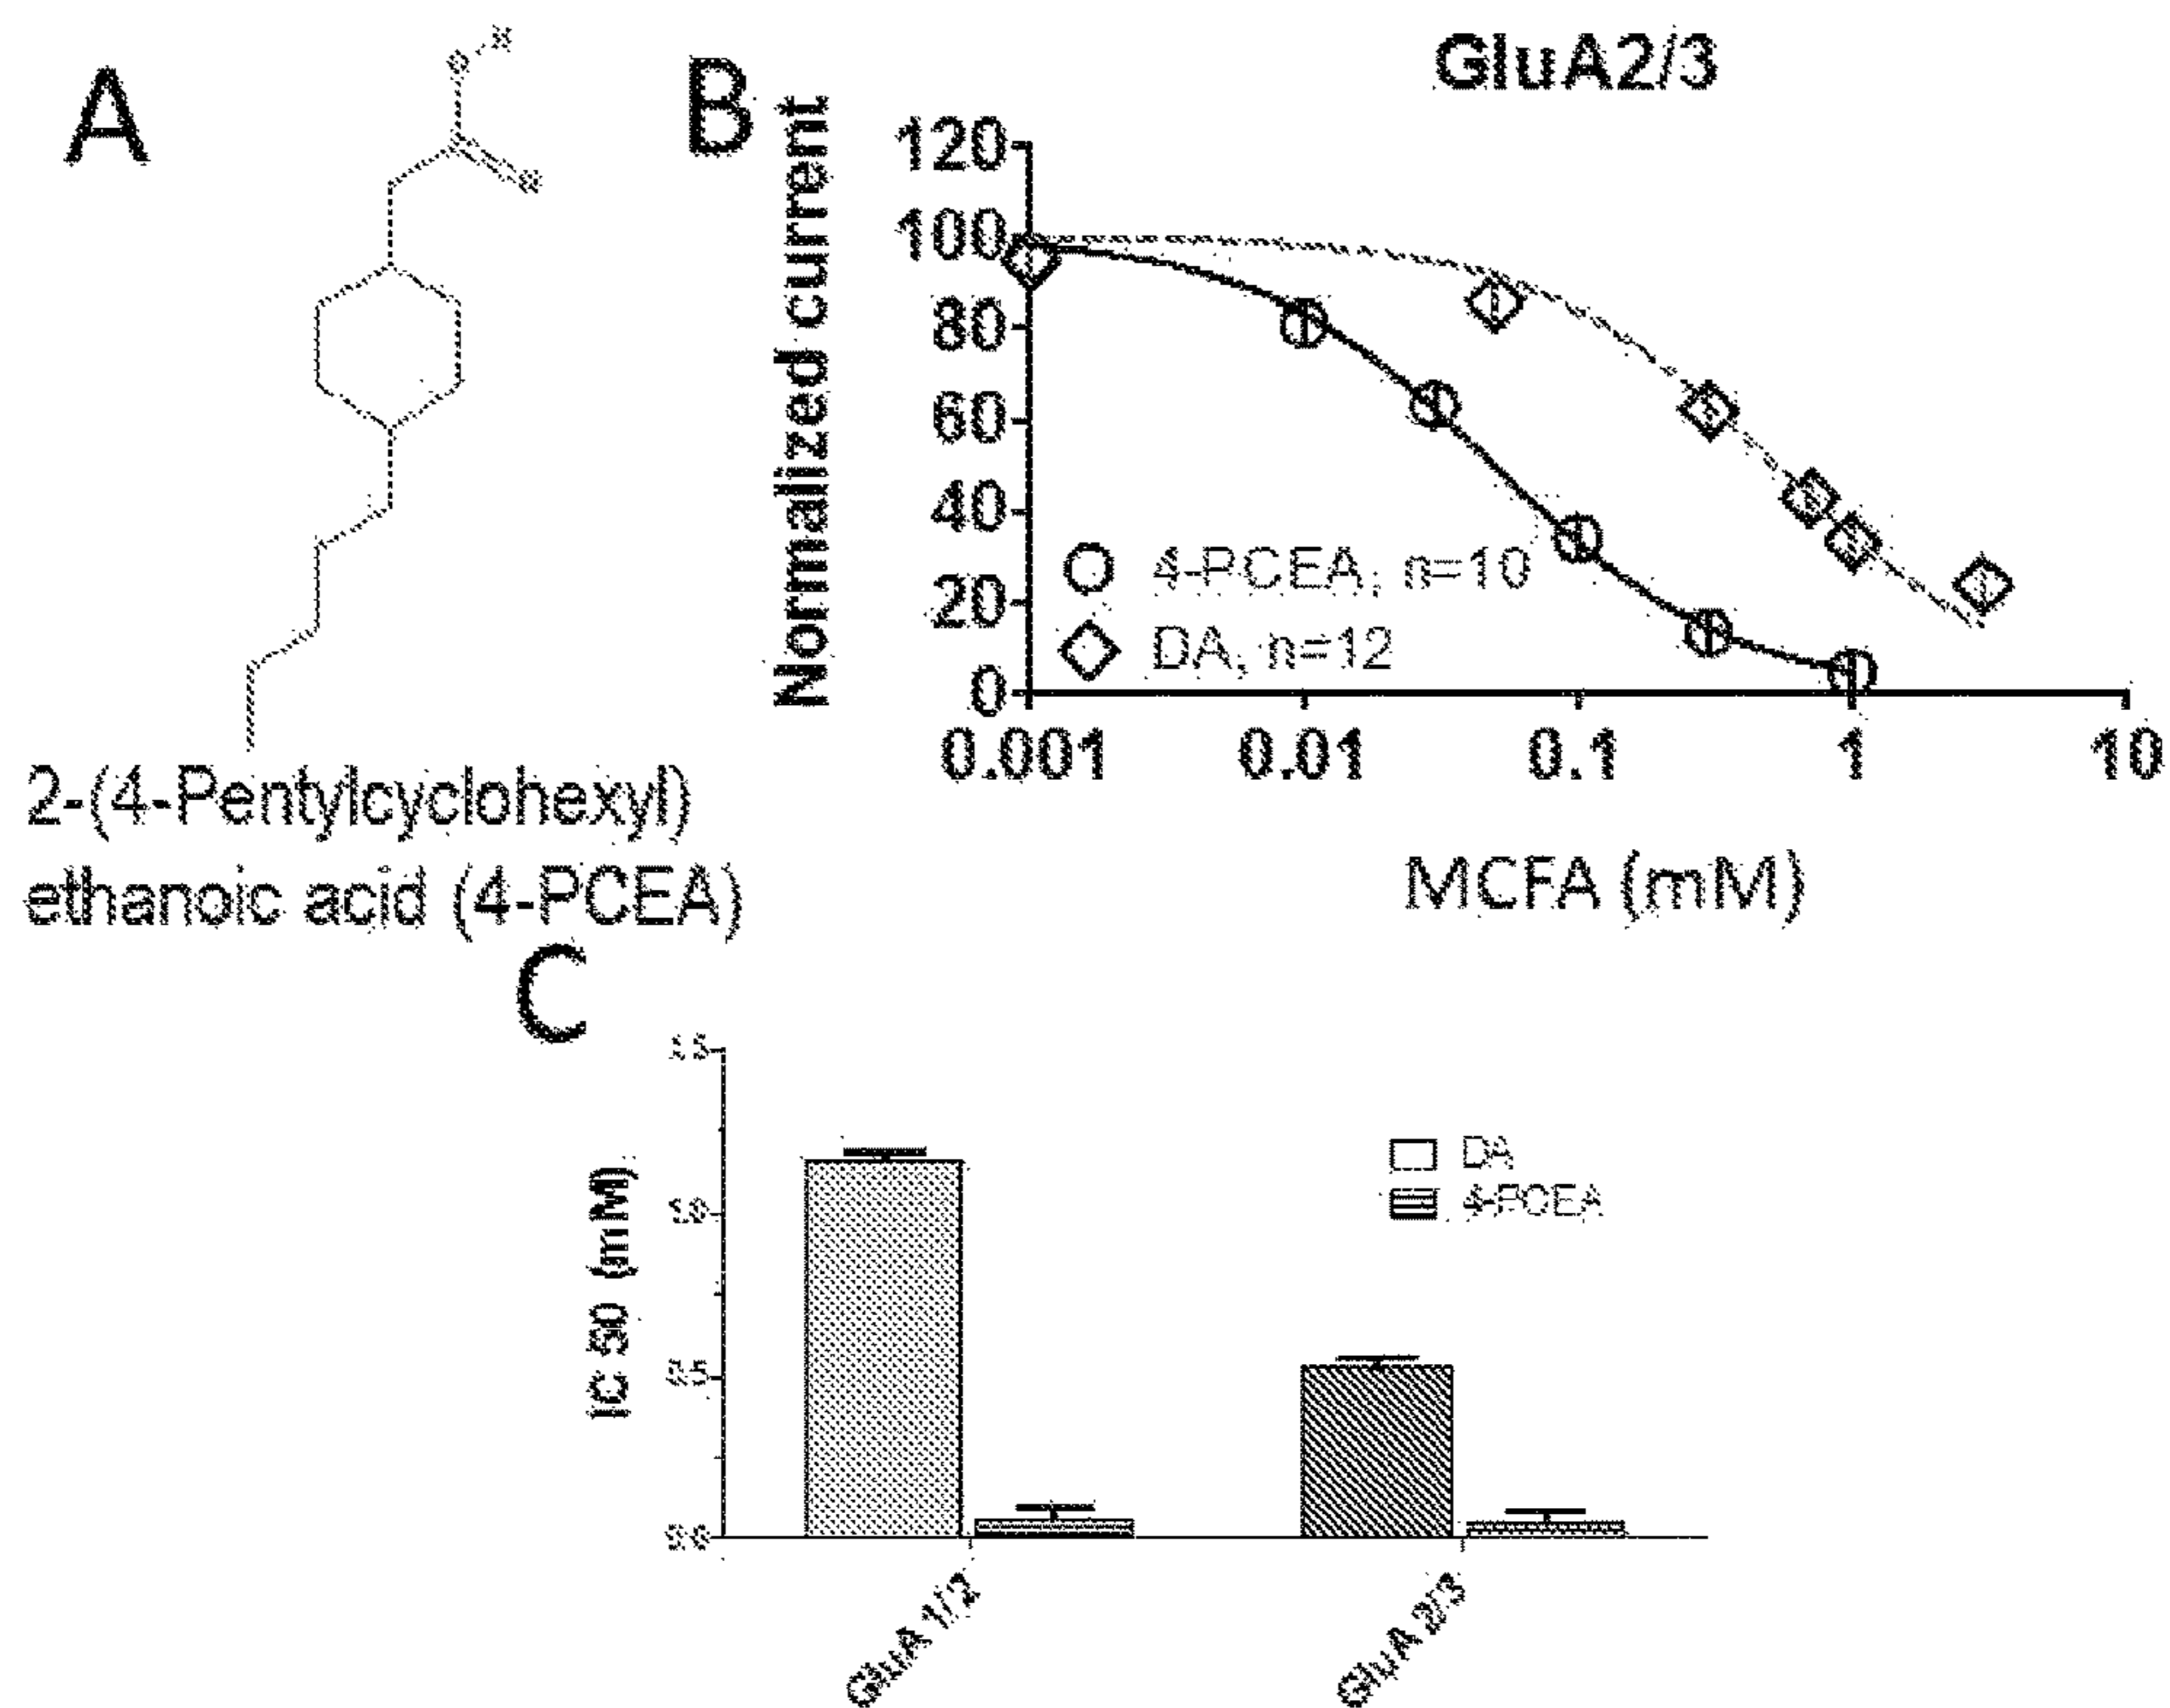 A
O
H
2-(4-Pentylcyclohexyl)
ethanoic acid (4-PCEA)
B
GluA2/3
Normalized current
120
100
80
60
40
20
0
4-PCEA, n=10
DA, n=12
0.001
0.01
0.1
1
10
MCFA (mM)
C
IC 50 (mM)
DA
4-PCEA
GluA 1/2
GluA 2/3